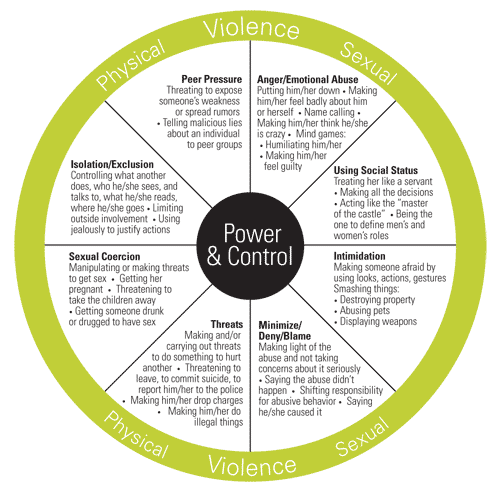 Physical Violence Sexual
Peer Pressure
Threating to expose
someone's weakness
or spread rumors
• Telling malicious lies
about an individual
to peer groups
Anger/Emotional Abuse
Putting him/her down • Making
him/her feel badly about him
or herself • Name calling •
Making him/her think he/she
is crazy • Mind games:
• Humiliating him/her
• Making him/her
feel guilty
Isolation/Exclusion
Controlling what another
does, who he/she sees, and
talks to, what he/she reads,
where he/she goes • Limiting
outside involvement • Using
jealously to justify actions
Using Social Status
Treating her like a servant
• Making all the decisions
• Acting like the "master
of the castle" • Being the
one to define men's and
women's roles
Power
& Control
Sexual Coercion
Manipulating or making threats
to get sex • Getting her
pregnant • Threatening to
take the children away
• Getting someone drunk
or drugged to have sex
Intimidation
Making someone afraid by
using looks, actions, gestures
Smashing things:
• Destroying property
• Abusing pets
• Displaying weapons
Threats
Making and/or
carrying out threats
to do something to hurt
another • Threatening to
leave, to commit suicide, to
report him/her to the police
• Making him/her drop charges
• Making him/her do
illegal things
Minimize/
Deny/Blame
Making light of the
abuse and not taking
concerns about it seriously
• Saying the abuse didn't
happen • Shifting responsibility
for abusive behavior • Saying
he/she caused it
Physical Violence Sexual